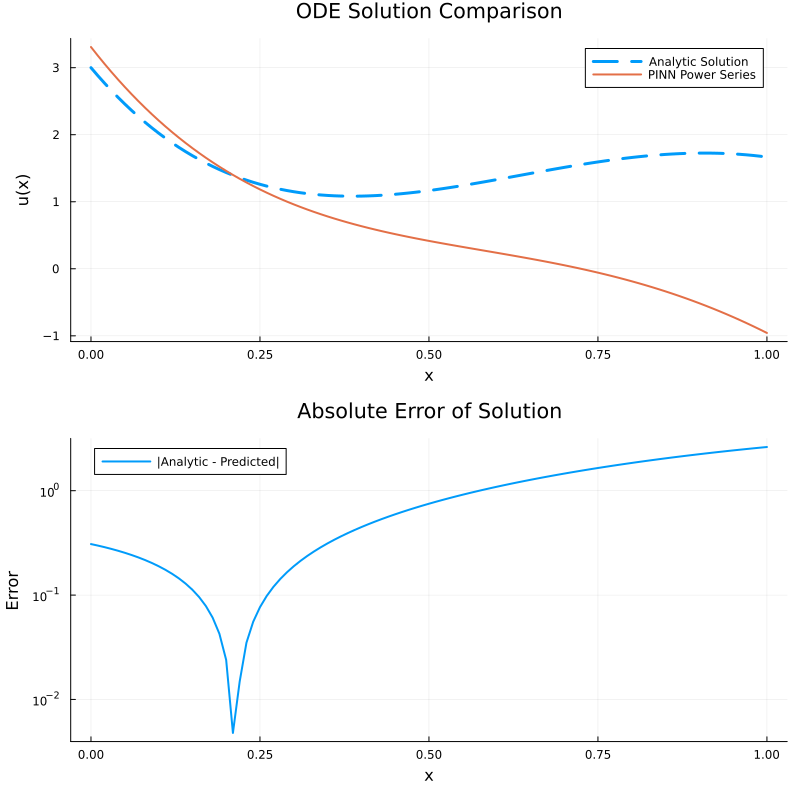 ODE Solution Comparison
u(x)
3
2
1
0
−1
Analytic Solution
PINN Power Series
0.00 0.25 0.50 0.75 1.00
x
Absolute Error of Solution
Error
|Analytic - Predicted|
10⁰
10⁻¹
10⁻²
0.00 0.25 0.50 0.75 1.00
x